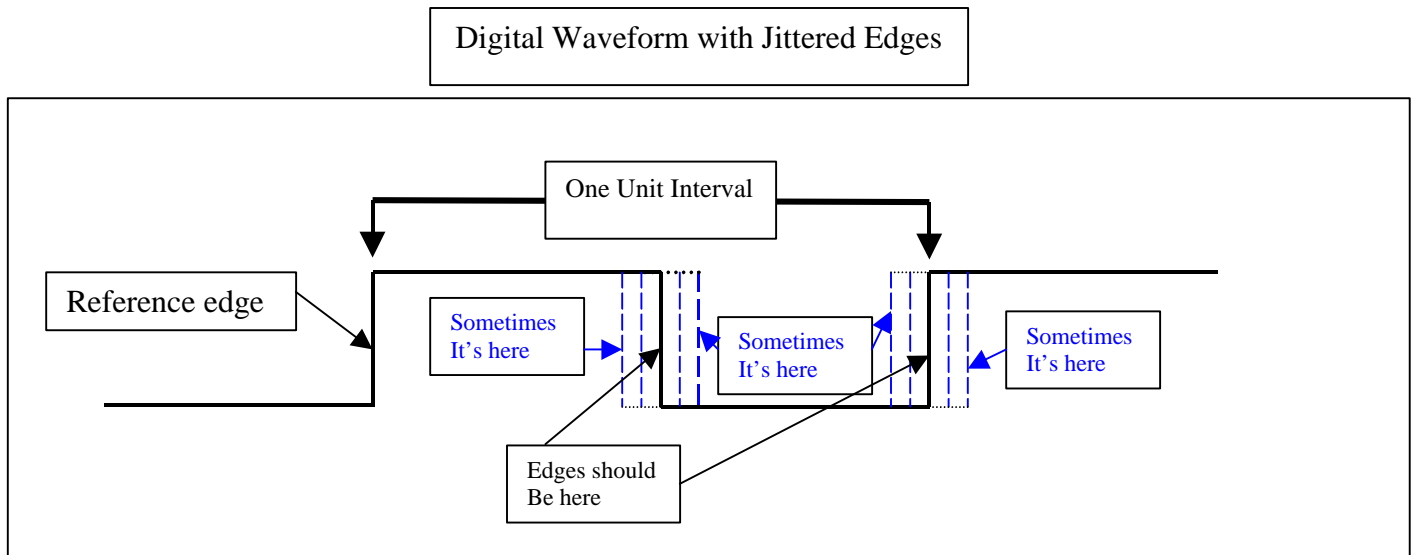 Digital Waveform with Jittered Edges
One Unit Interval
Reference edge
Sometimes
It's here
Sometimes
It's here
Sometimes
It's here
Edges should
Be here